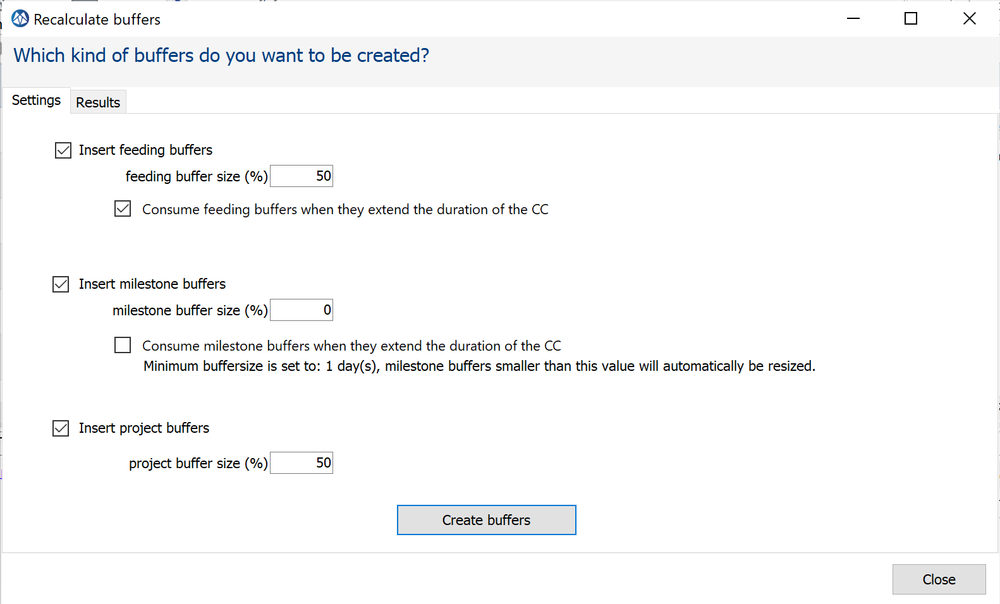 Recalculate buffers
Which kind of buffers do you want to be created?
Settings
Results
Insert feeding buffers
feeding buffer size (%) 50
Consume feeding buffers when they extend the duration of the CC
Insert milestone buffers
milestone buffer size (%) 0
Consume milestone buffers when they extend the duration of the CC
Minimum buffersize is set to: 1 day(s), milestone buffers smaller than this value will automatically be resized.
Insert project buffers
project buffer size (%) 50
Create buffers
Close